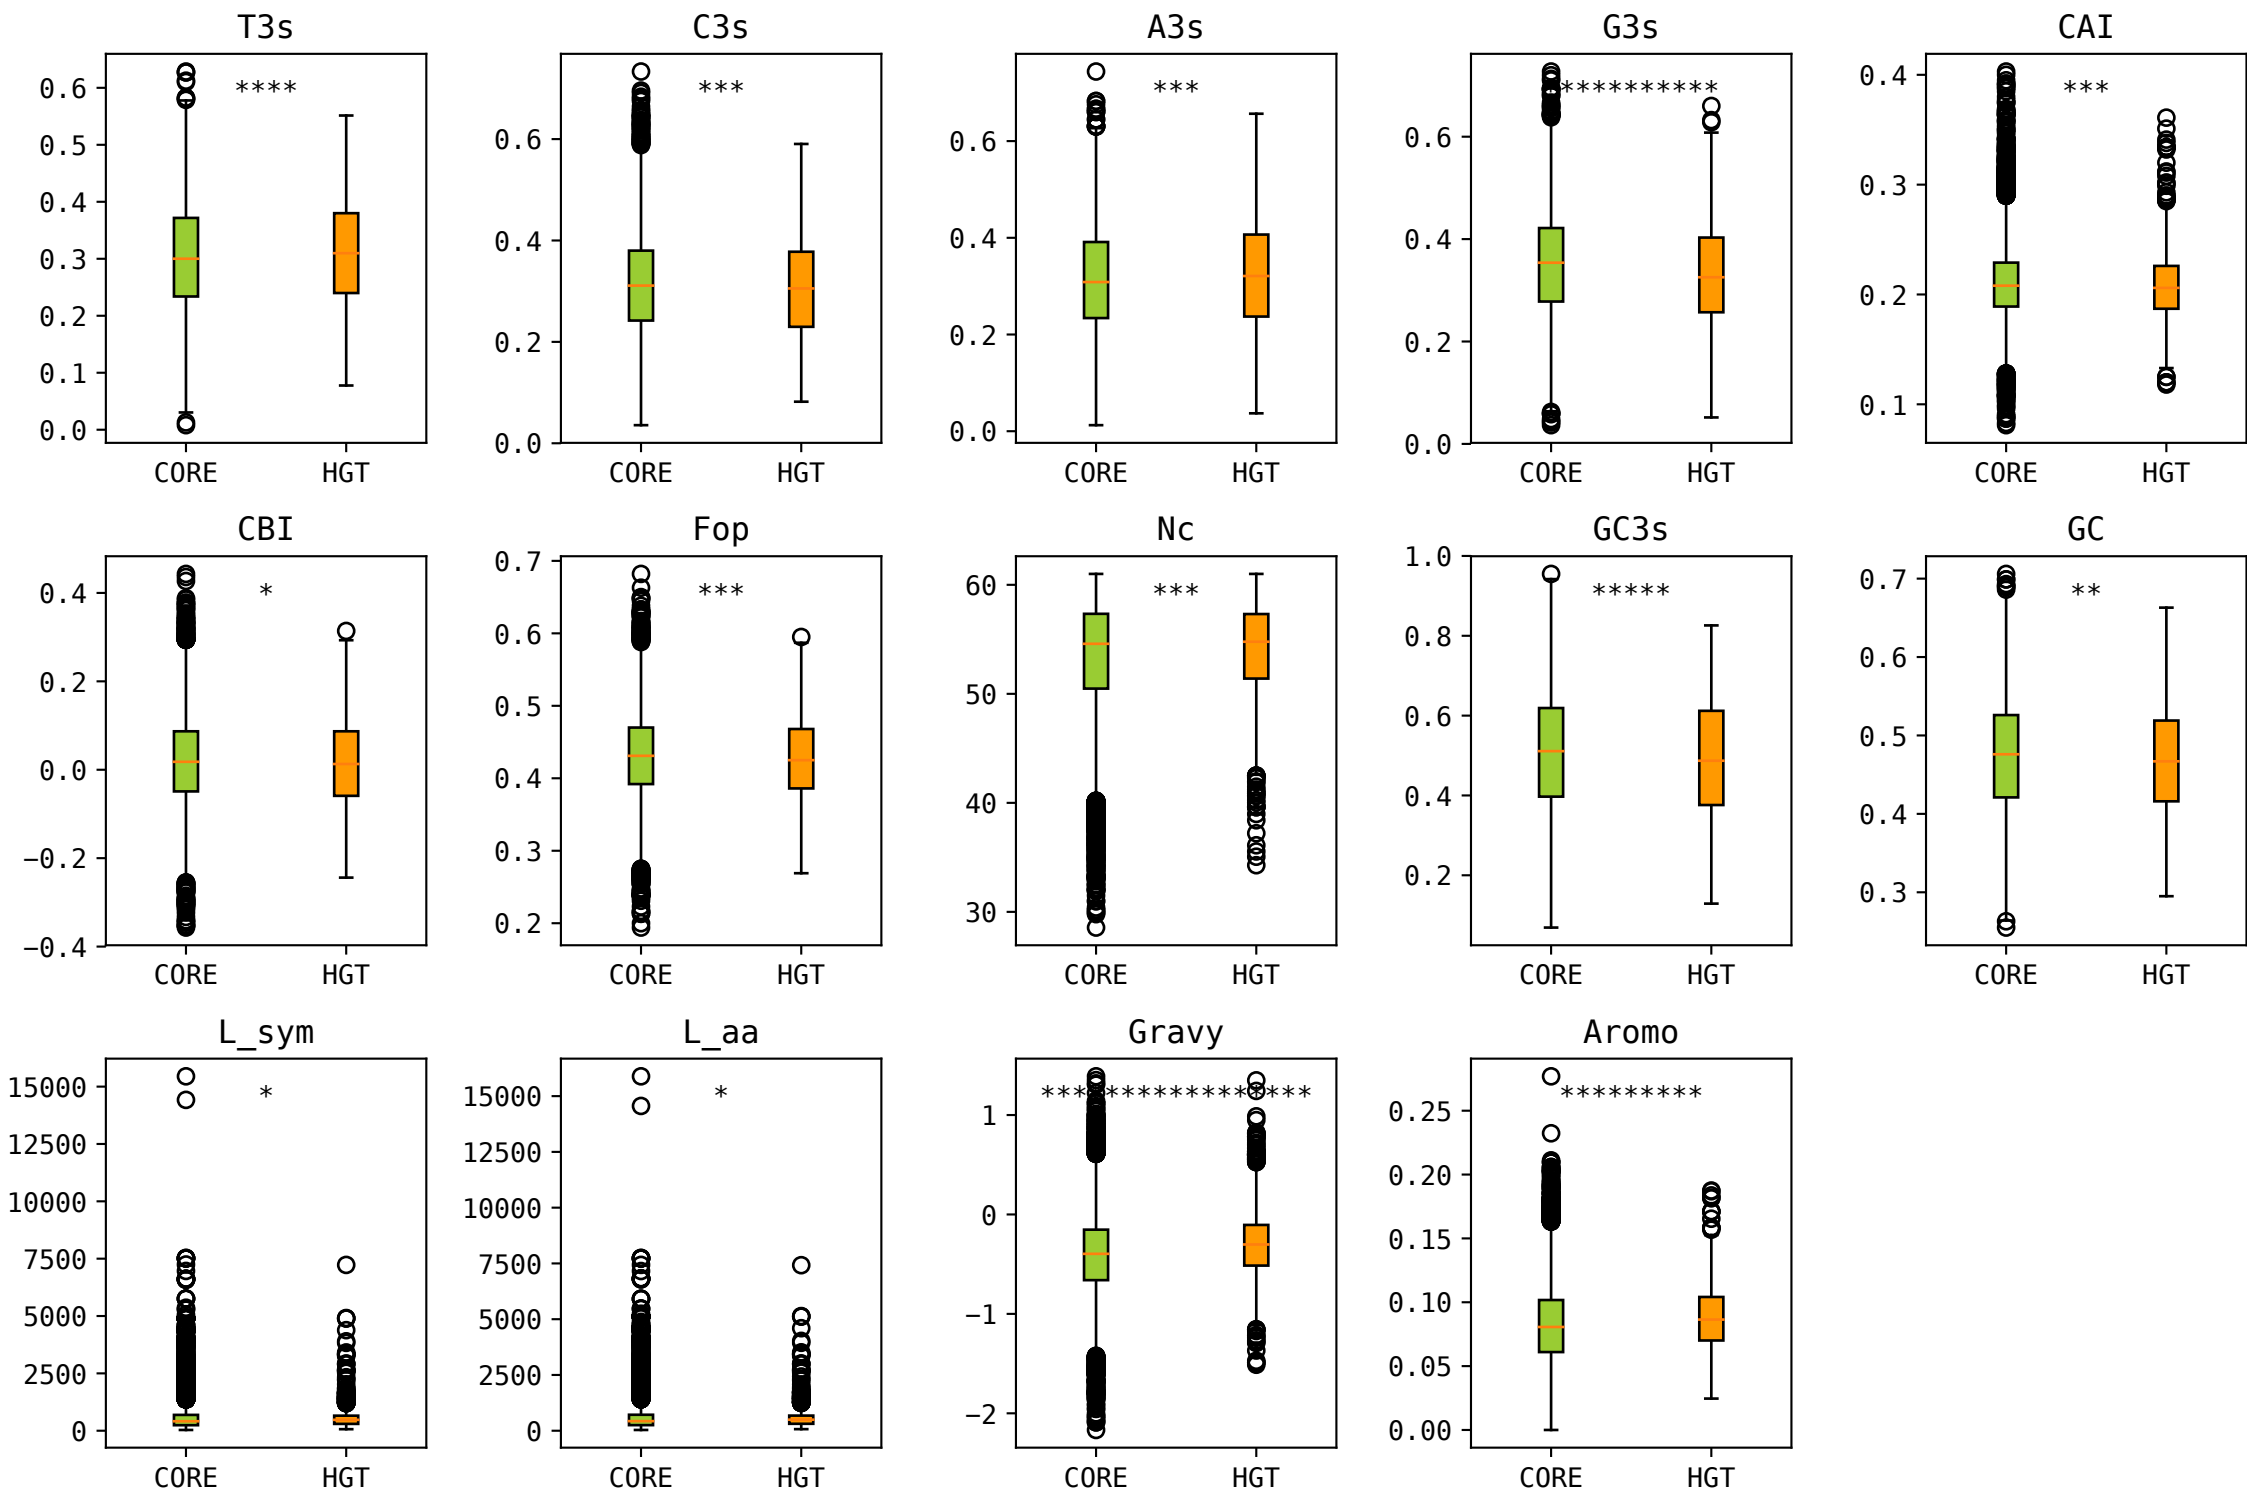 T3s C3s A3s G3s CAI
0.6 0.5 0.4 0.3 0.2 0.1 0.0
****
CORE HGT
0.6 0.4 0.2 0.0
***
CORE HGT
0.6 0.4 0.2 0.0
***
CORE HGT
0.6 0.4 0.2 0.0
**********
CORE HGT
0.4 0.3 0.2 0.1
***
CORE HGT
CBI Fop Nc GC3s GC
0.4 0.2 0.0 −0.2 −0.4
*
CORE HGT
0.7 0.6 0.5 0.4 0.3 0.2
***
CORE HGT
60 50 40 30
***
CORE HGT
1.0 0.8 0.6 0.4 0.2
*****
CORE HGT
0.7 0.6 0.5 0.4 0.3
**
CORE HGT
L_sym L_aa Gravy Aromo
15000 12500 10000 7500 5000 2500 0
*
CORE HGT
15000 12500 10000 7500 5000 2500 0
*
CORE HGT
1 0 −1 −2
*****************
CORE HGT
0.25 0.20 0.15 0.10 0.05 0.00
*********
CORE HGT